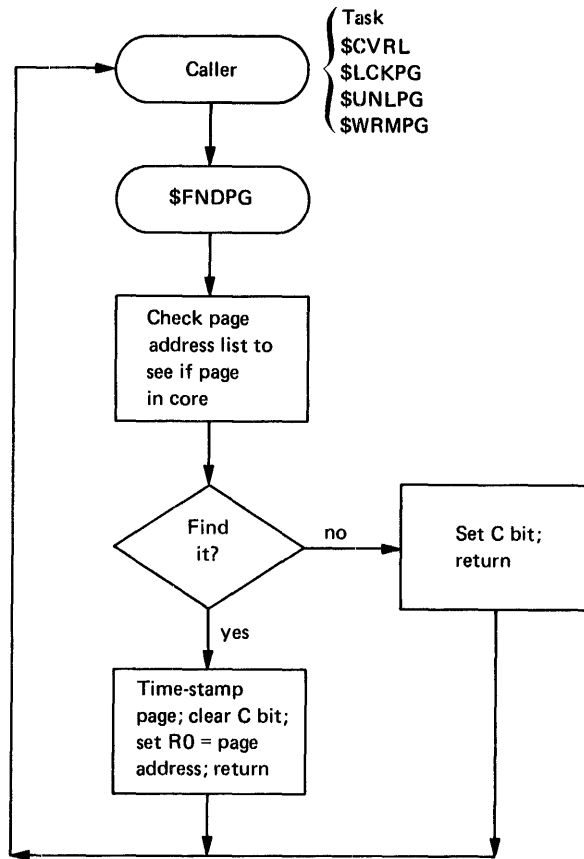 Caller
Task
$CVRL
$LCKPG
$UNLPG
$WRMPG
$FNDPG
Check page
address list to
see if page
in core
Find
it?
no
Set C bit;
return
yes
Time-stamp
page; clear C bit;
set R0 = page
address; return